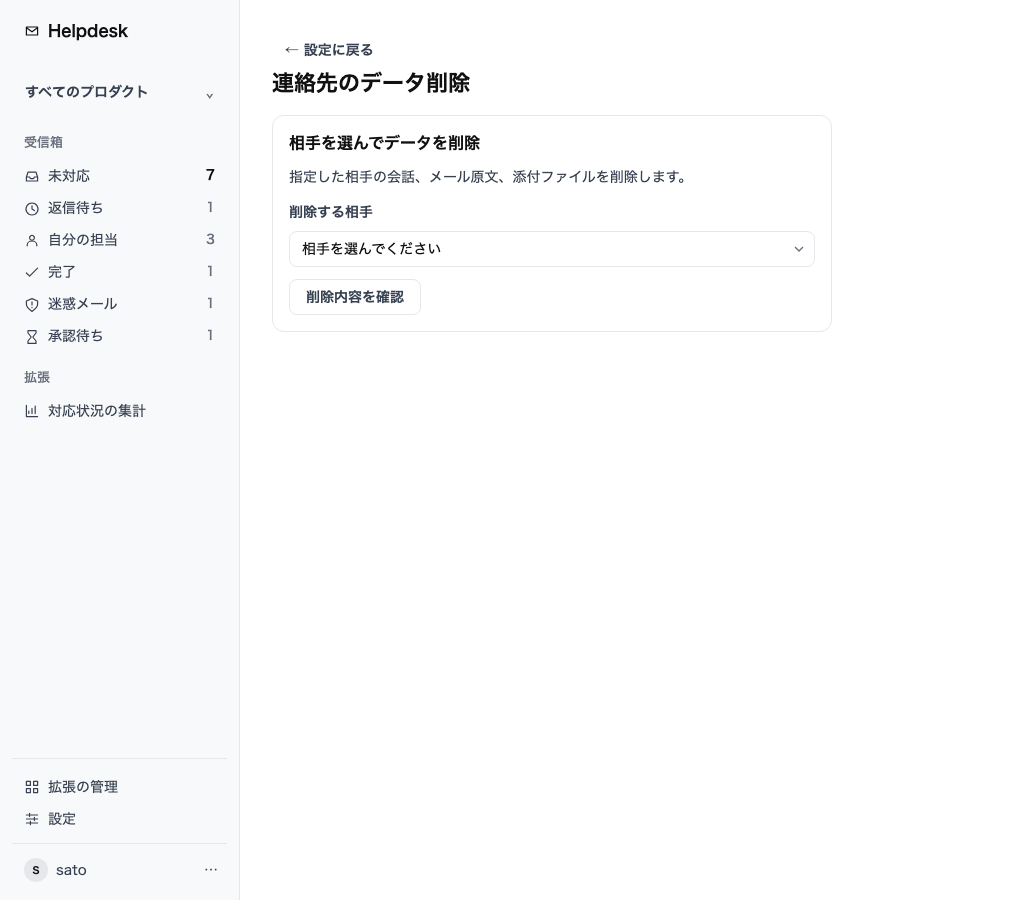 Helpdesk
すべてのプロダクト
受信箱
未対応 7
返信待ち 1
自分の担当 3
完了 1
迷惑メール 1
承認待ち 1
拡張
対応状況の集計
拡張の管理
設定
S sato ...
← 設定に戻る
連絡先のデータ削除
相手を選んでデータを削除
指定した相手の会話、メール原文、添付ファイルを削除します。
削除する相手
相手を選んでください
削除内容を確認